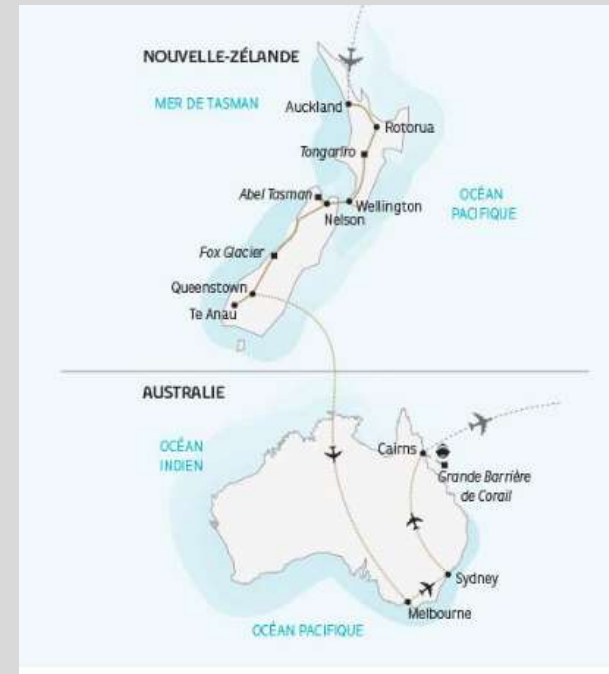 NOUVELLE-ZÉLANDE
MER DE TASMAN
Auckland
Rotorua
Tongariro
Abel Tasman
Wellington
Nelson
OCÉAN
PACIFIQUE
Fox Glacier
Queenstown
Te Anau
AUSTRALIE
OCÉAN
INDIEN
Cairns
Grande Barrière
de Corail
Sydney
Melbourne
OCÉAN PACIFIQUE